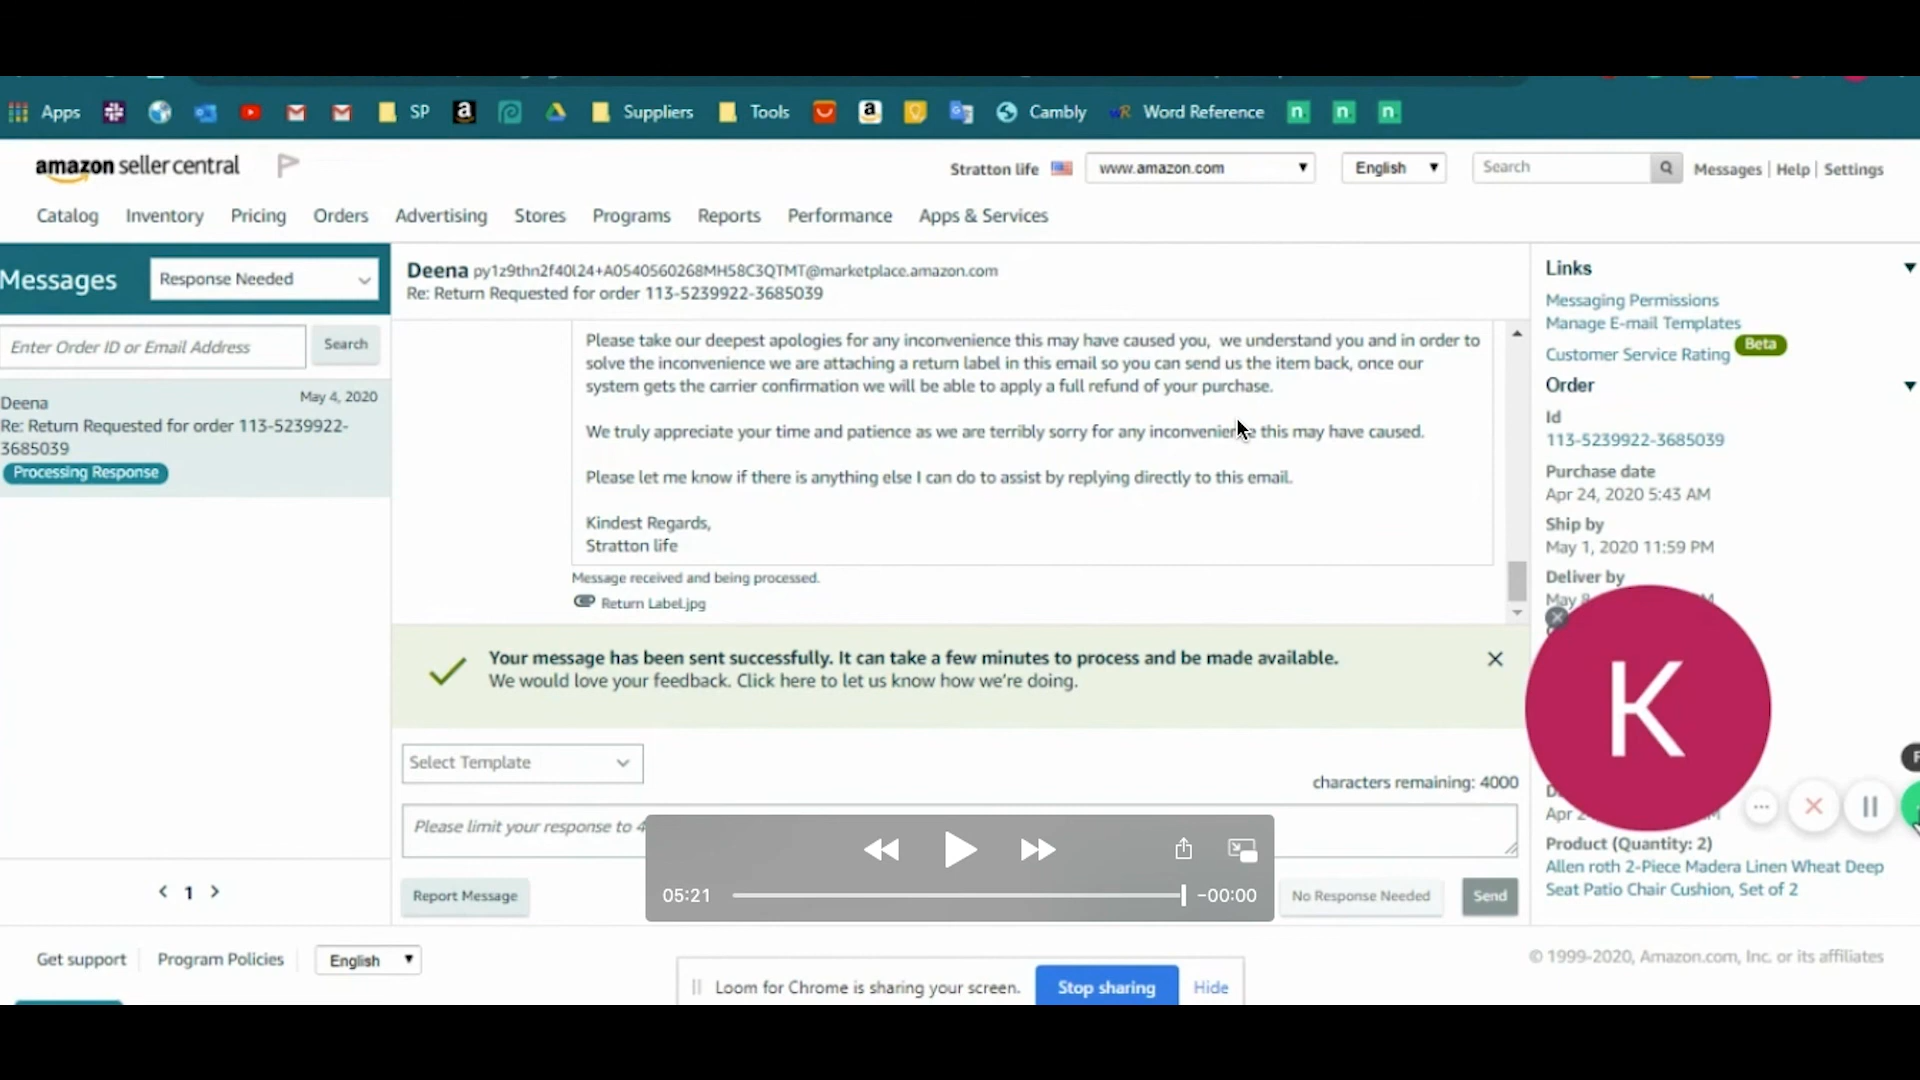 Apps SP Suppliers Tools Cambly Word Reference
amazon seller central
Stratton life www.amazon.com English Search Messages | Help | Settings
Catalog Inventory Pricing Orders Advertising Stores Programs Reports Performance Apps & Services
Messages Response Needed
Enter Order ID or Email Address Search
Deena May 4, 2020
Re: Return Requested for order 113-5239922-
3685039
Processing Response
< 1 >
Deena py1z9thn2f40l24+A0540560268MH58C3QTMT@marketplace.amazon.com
Re: Return Requested for order 113-5239922-3685039
Please take our deepest apologies for any inconvenience this may have caused you, we understand you and in order to
solve the inconvenience we are attaching a return label in this email so you can send us the item back, once our
system gets the carrier confirmation we will be able to apply a full refund of your purchase.
We truly appreciate your time and patience as we are terribly sorry for any inconvenience this may have caused.
Please let me know if there is anything else I can do to assist by replying directly to this email.
Kindest Regards,
Stratton life
Message received and being processed.
Return Label.jpg
Your message has been sent successfully. It can take a few minutes to process and be made available.
We would love your feedback. Click here to let us know how we're doing.
Select Template
characters remaining: 4000
Please limit your response to 4
05:21 -00:00
Report Message No Response Needed Send
Links
Messaging Permissions
Manage E-mail Templates
Customer Service Rating Beta
Order
Id
113-5239922-3685039
Purchase date
Apr 24, 2020 5:43 AM
Ship by
May 1, 2020 11:59 PM
Deliver by
May
K
Apr
Product (Quantity: 2)
Allen roth 2-Piece Madera Linen Wheat Deep
Seat Patio Chair Cushion, Set of 2
Get support Program Policies English
© 1999-2020, Amazon.com, Inc. or its affiliates
Loom for Chrome is sharing your screen. Stop sharing Hide